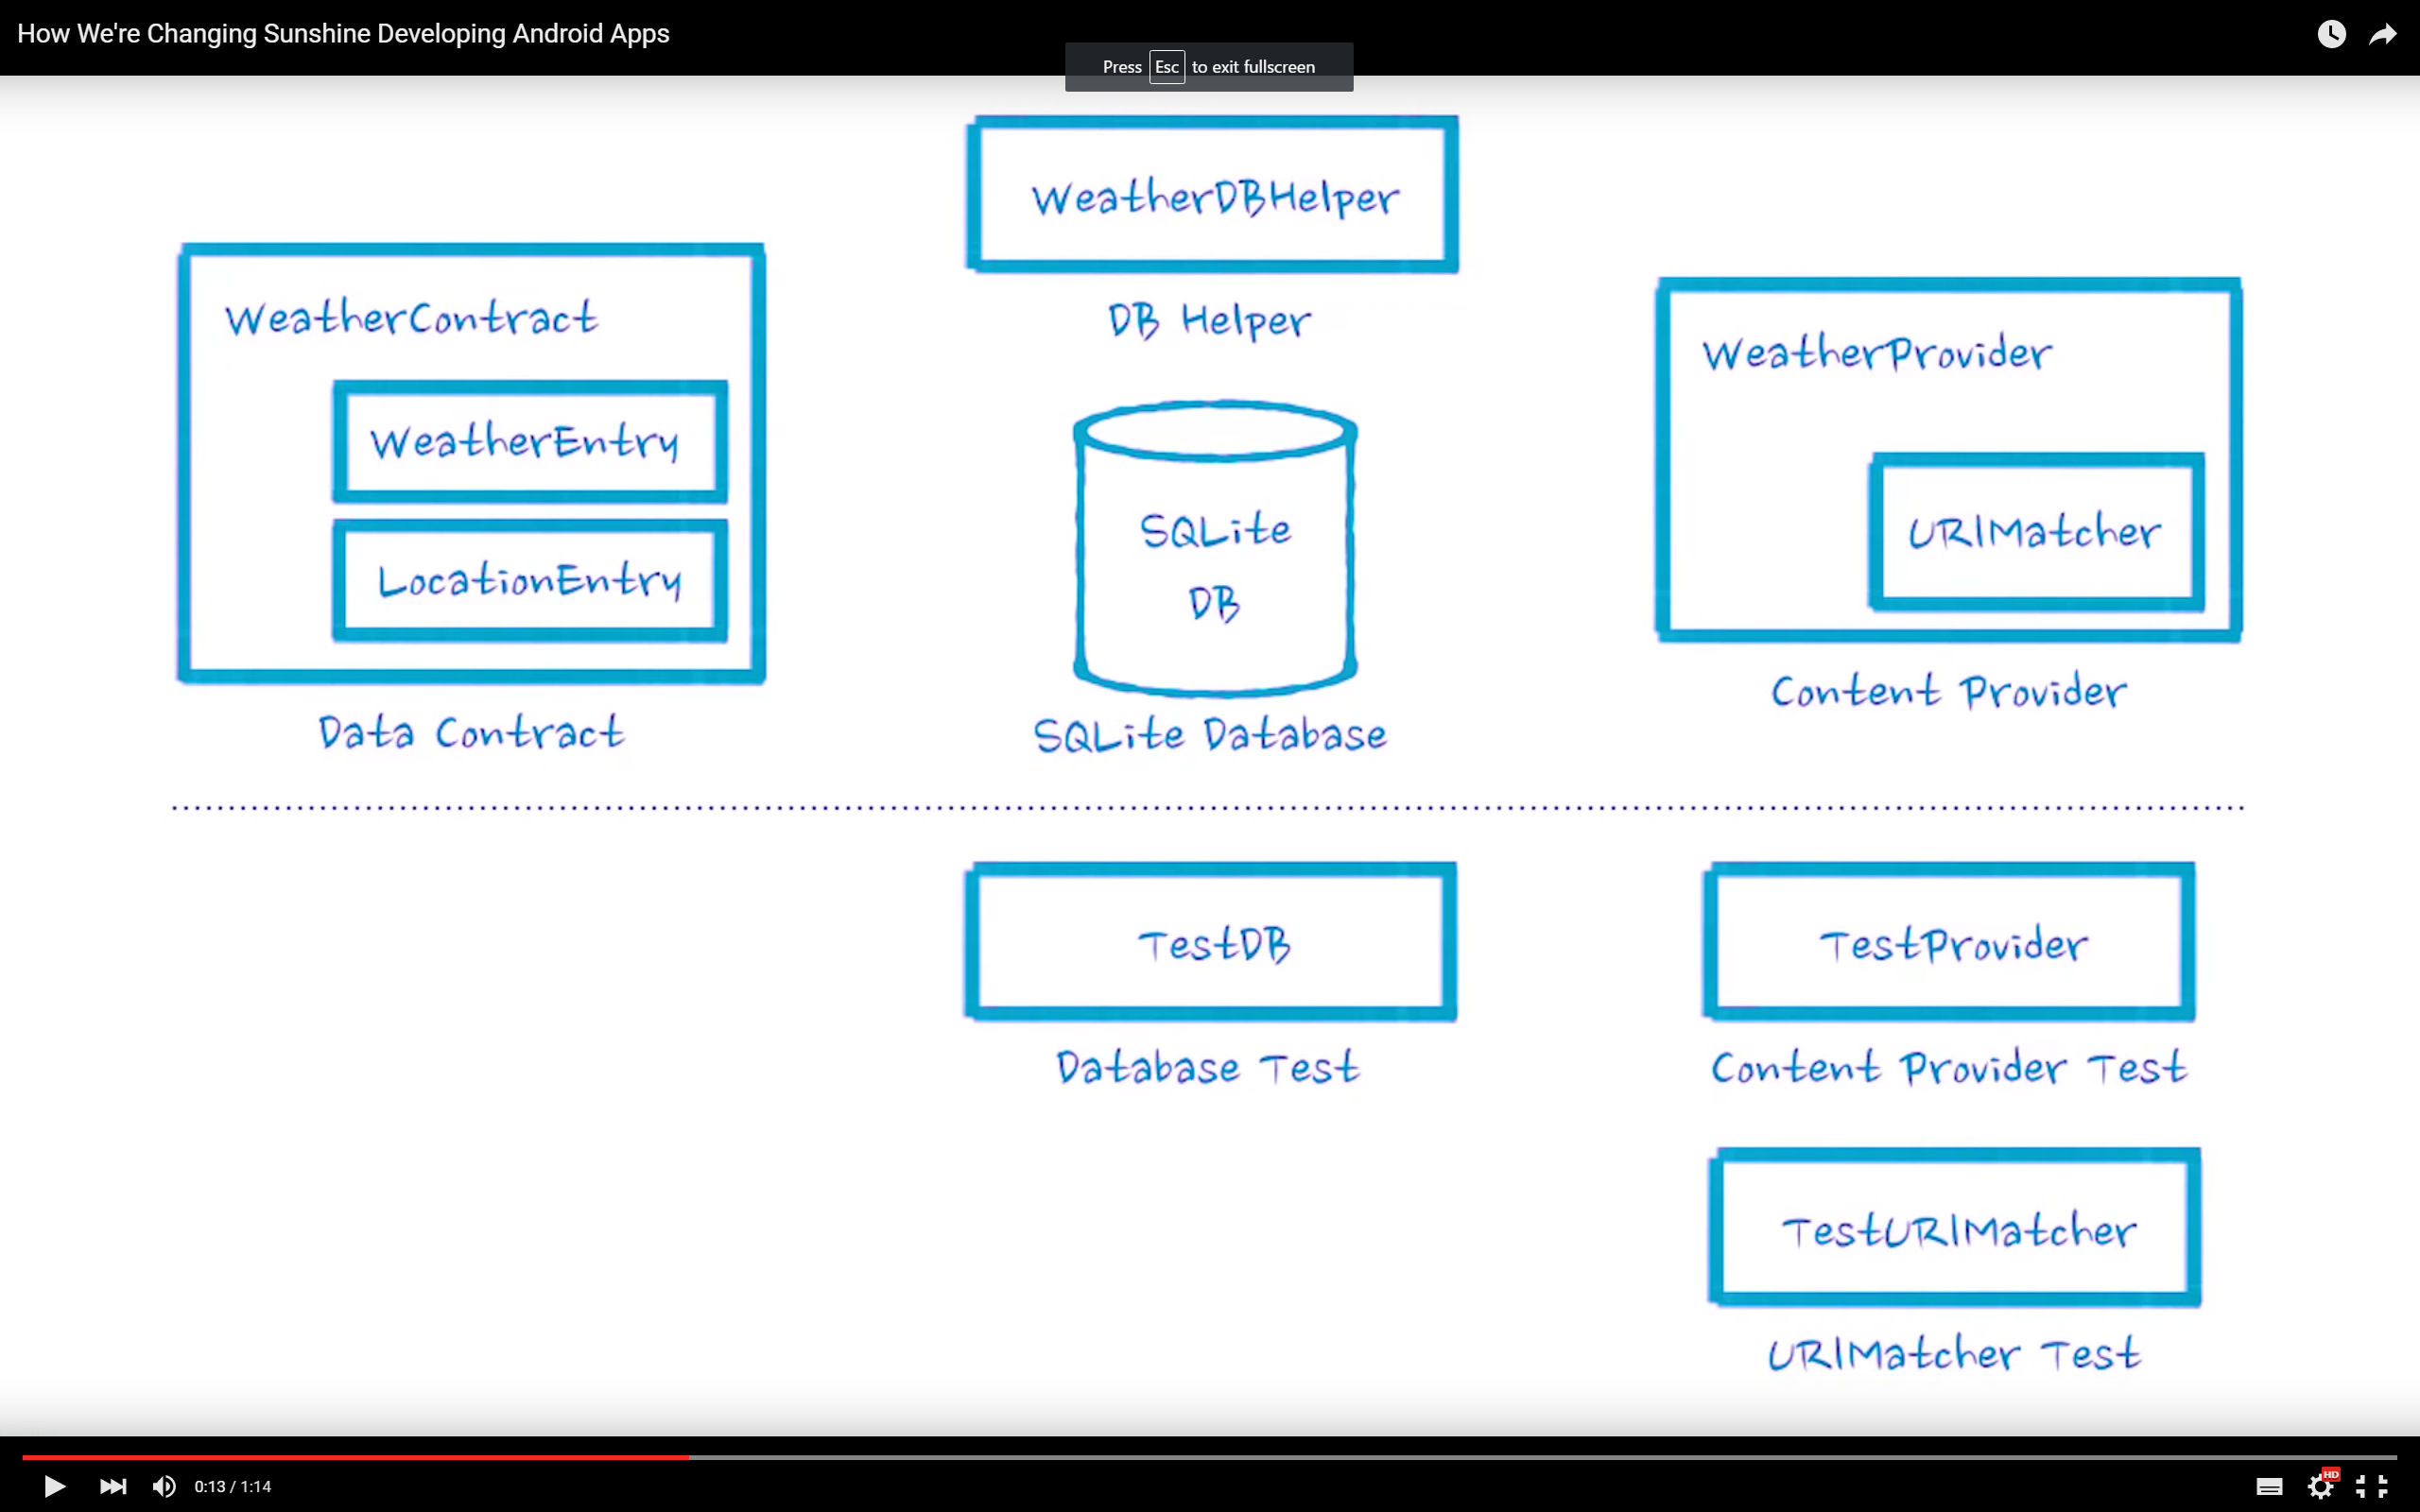 How We're Changing Sunshine Developing Android Apps
Press Esc to exit fullscreen
WeatherDBHelper
DB Helper
WeatherContract
WeatherEntry
LocationEntry
Data Contract
SQLite
DB
SQLite Database
WeatherProvider
URIMatcher
Content Provider
TestDB
Database Test
TestProvider
Content Provider Test
TestURIMatcher
URIMatcher Test
0:13 / 1:14
HD